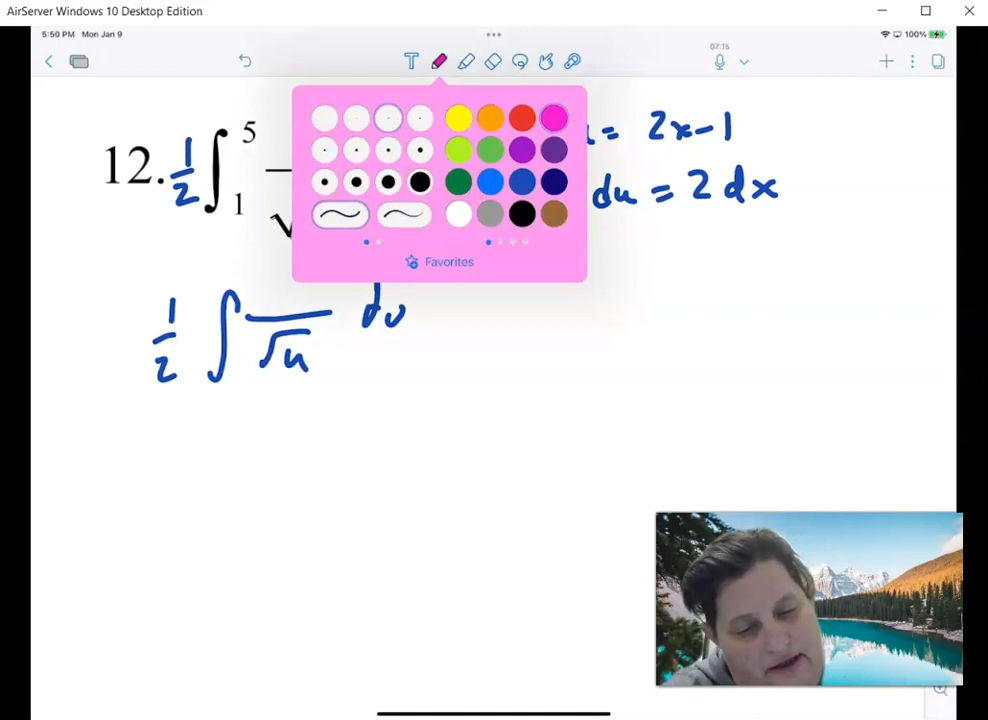 AirServer Windows 10 Desktop Edition
5:50 PM Mon Jan 9
100%
T
07:15
12. 1/2 ∫ 1 5 √
= 2x-1
du = 2 dx
Favorites
1/2 ∫ /√u du